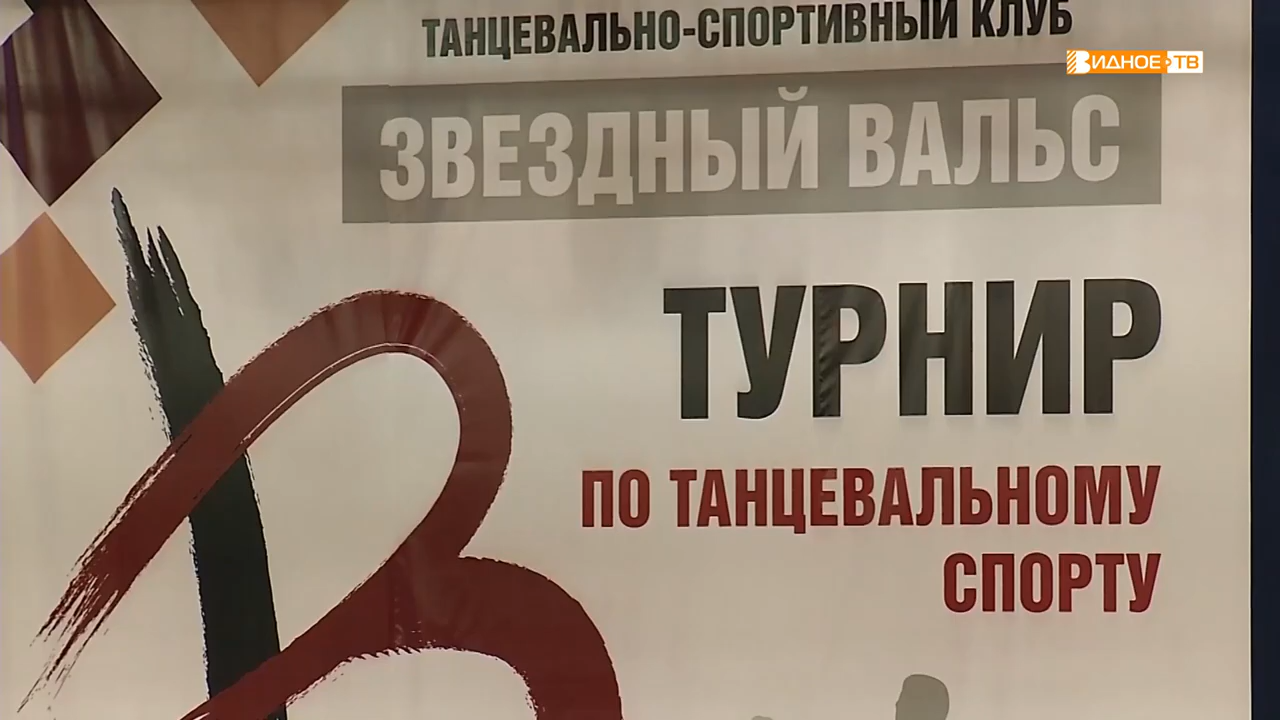 ТАНЦЕВАЛЬНО-СПОРТИВНЫЙ КЛУБ
ВИДНОЕ ТВ
ЗВЕЗДНЫЙ ВАЛЬС
ТУРНИР
ПО ТАНЦЕВАЛЬНОМУ
СПОРТУ